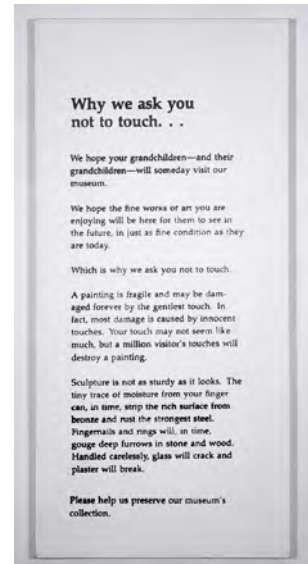 Why we ask you
not to touch. . .
We hope your grandchildren—and their
grandchildren—will someday visit our
museum.
We hope the fine works of art you are
enjoying will be here for them to see in
the future, in just as fine condition as they
are today.
Which is why we ask you not to touch.
A painting is fragile and may be dam-
aged forever by the gentlest touch. In
fact, most damage is caused by innocent
touches. Your touch may not seem like
much, but a million visitor's touches will
destroy a painting.
Sculpture is not as sturdy as it looks. The
tiny trace of moisture from your finger
can, in time, strip the rich surface from
bronze and rust the strongest steel.
Fingernails and rings will, in time,
gouge deep furrows in stone and wood.
Handled carelessly, glass will crack and
plaster will break.
Please help us preserve our museum's
collection.